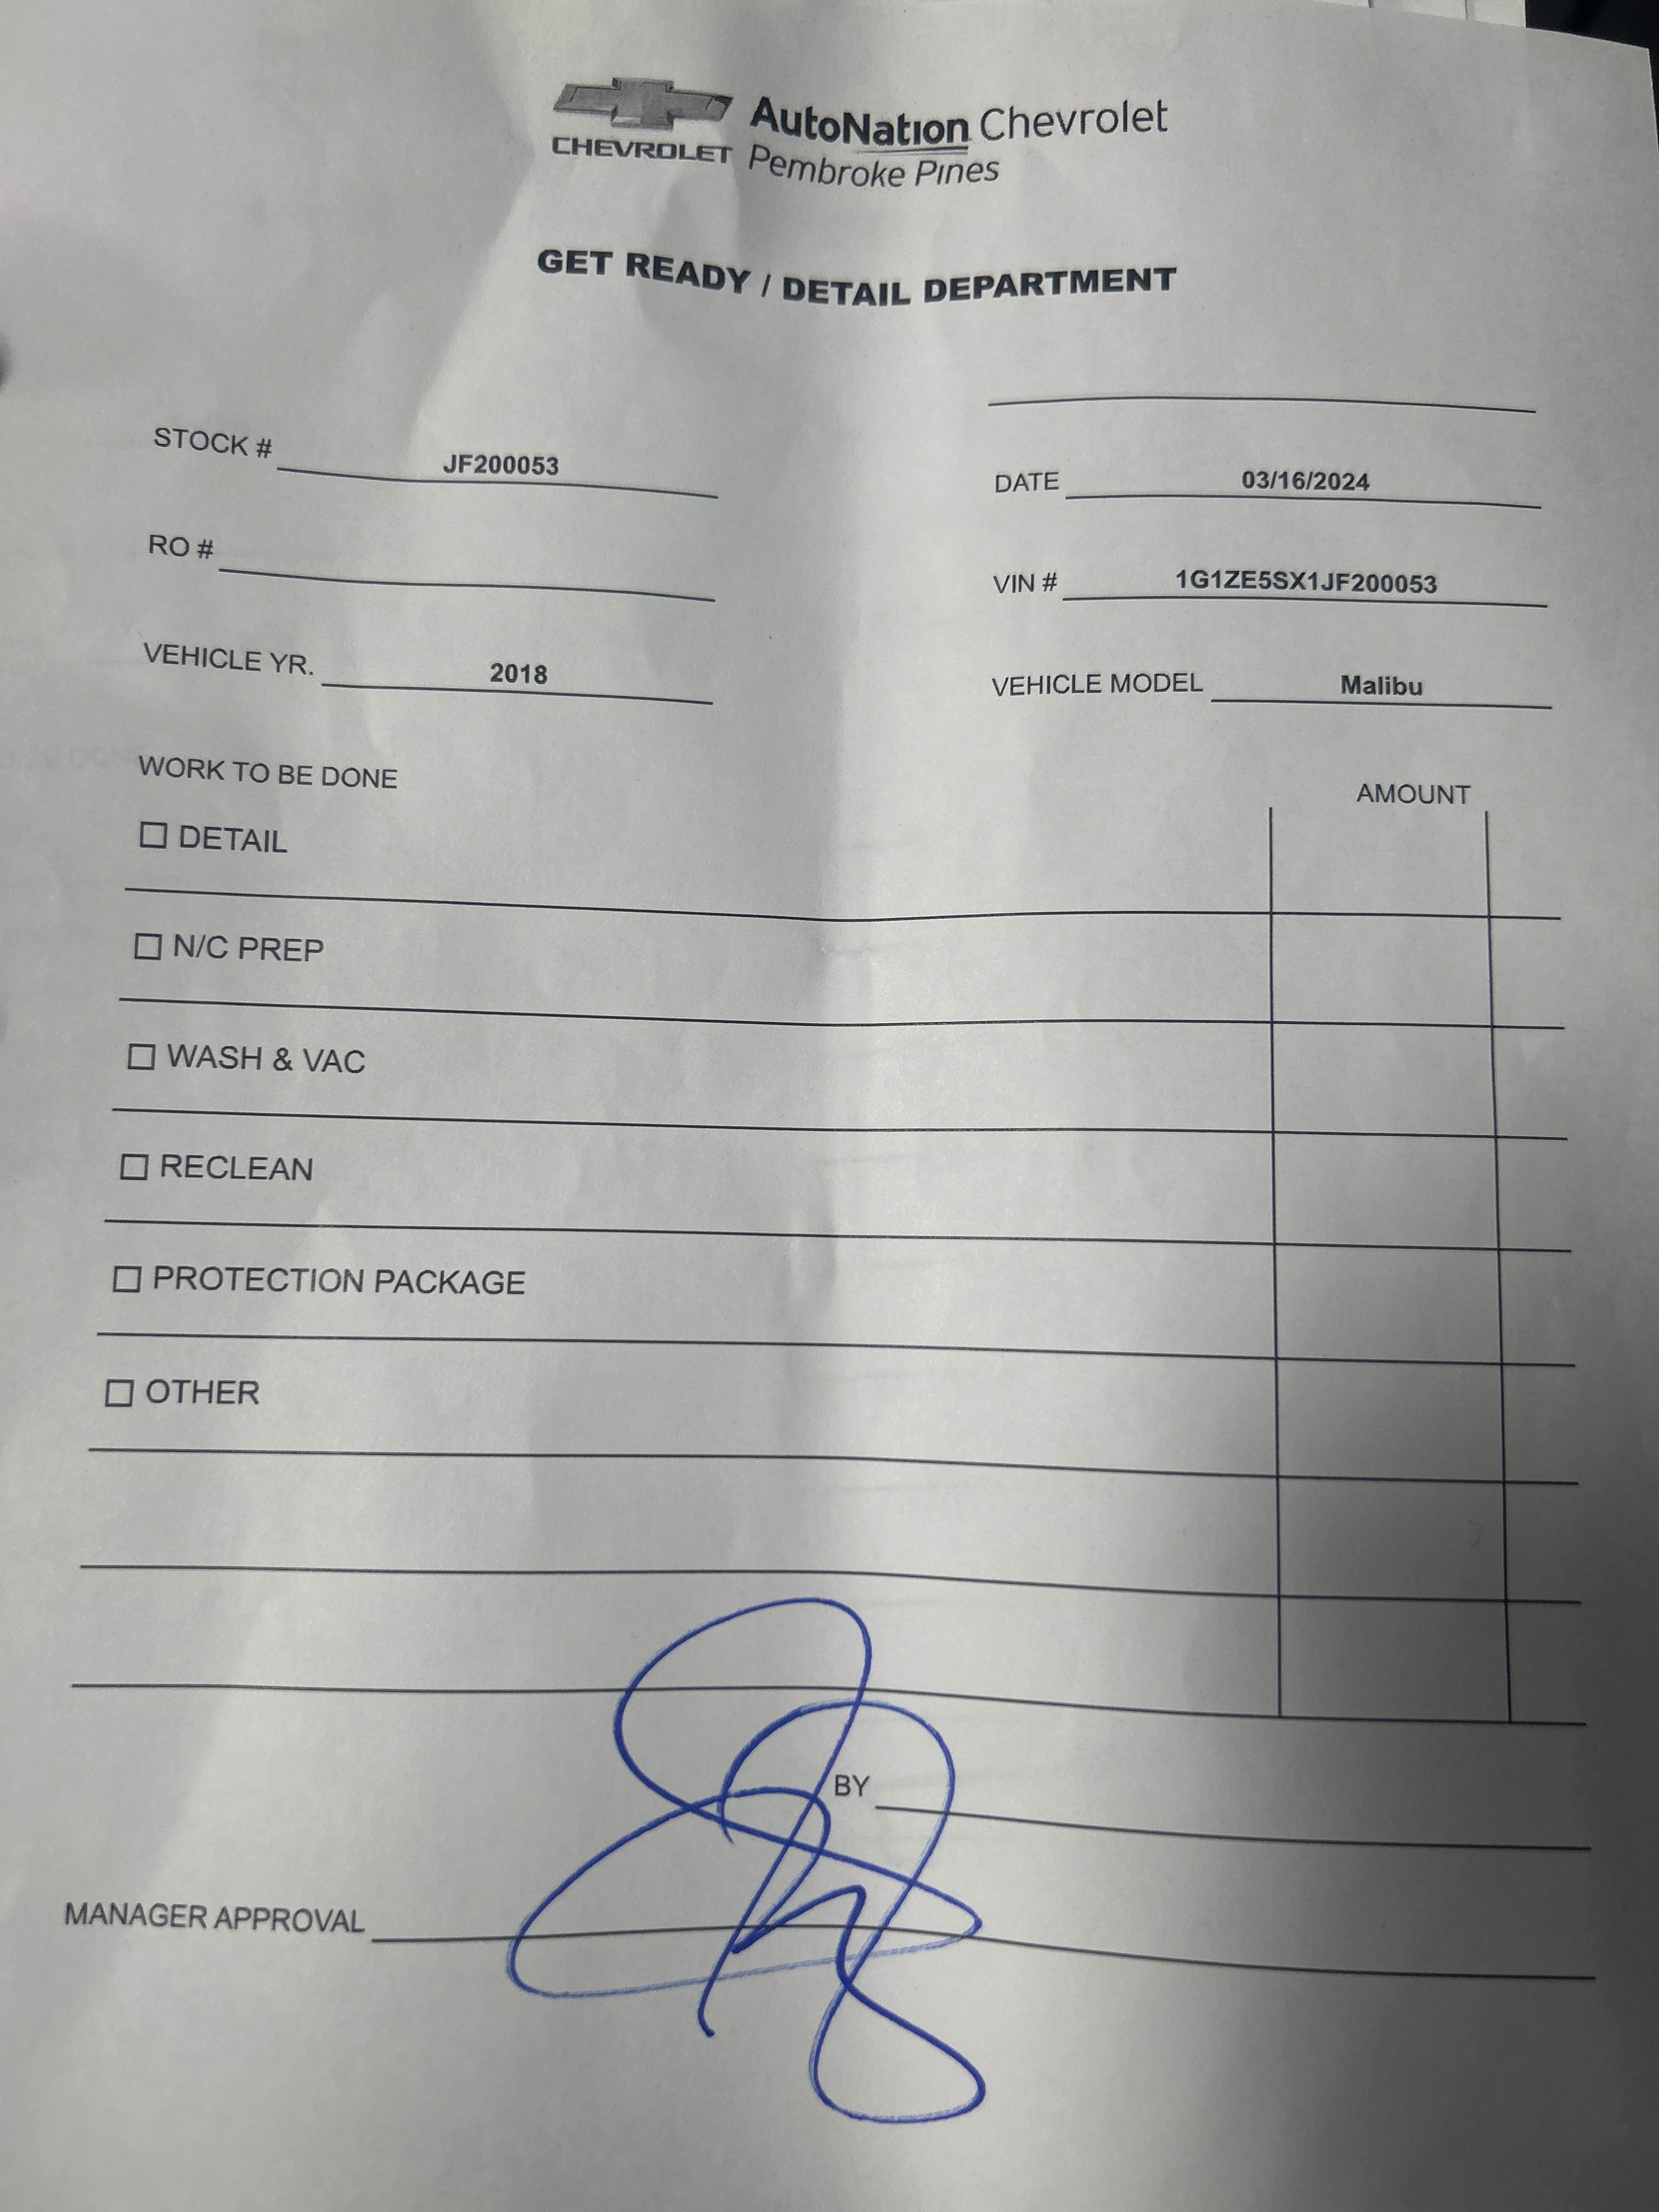 AutoNation Chevrolet
CHEVROLET Pembroke Pines
GET READY / DETAIL DEPARTMENT
STOCK # JF200053
DATE 03/16/2024
RO #
VIN # 1G1ZE5SX1JF200053
VEHICLE YR. 2018
VEHICLE MODEL Malibu
WORK TO BE DONE
AMOUNT
DETAIL
N/C PREP
WASH & VAC
RECLEAN
PROTECTION PACKAGE
OTHER
BY
MANAGER APPROVAL